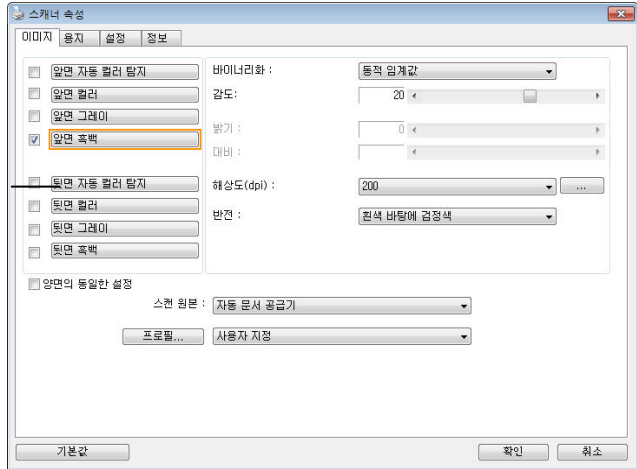 스캐너 속성
이미지 용지 설정 정보
앞면 자동 컬러 탐지
앞면 컬러
앞면 그레이
앞면 흑백
뒷면 자동 컬러 탐지
뒷면 컬러
뒷면 그레이
뒷면 흑백
바이너리화 : 동적 임계값
감도: 20
밝기 : 0
대비 :
해상도(dpi) : 200 ...
반전 : 흰색 바탕에 검정색
양면의 동일한 설정
스캔 원본 : 자동 문서 공급기
프로필... 사용자 지정
기본값 확인 취소